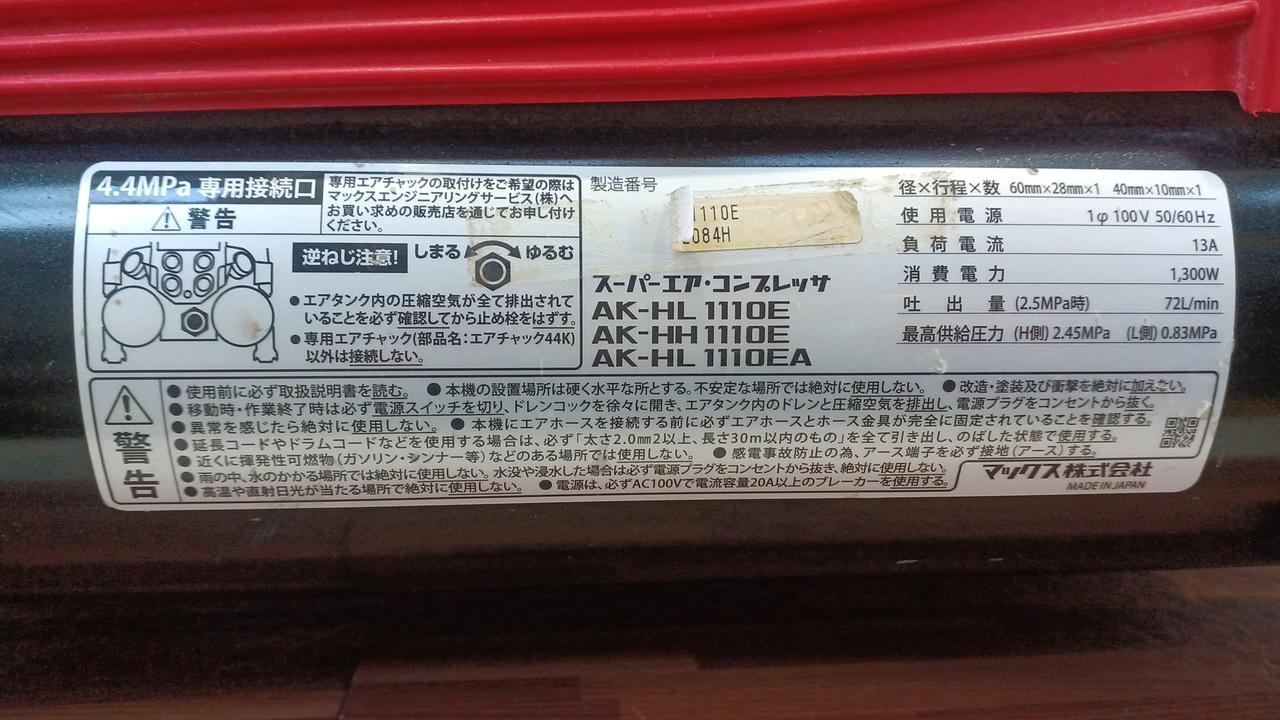 4.4MPa 専用接続口
警告
専用エアチャックの取付けをご希望の際は
マックスエンジニアリングサービス(株)へ
お買い求めの販売店を通じてお申し付け
ください。
逆ねじ注意!
しまる
ゆるむ
●エアタンク内の圧縮空気が全て排出されて
いることを必ず確認してから止め栓をはずす。
●専用エアチャック(部品名:エアチャック44K)
以外は接続しない。
製造番号
1110E
084H
スーパーエア・コンプレッサ
AK-HL 1110E
AK-HH 1110E
AK-HL 1110EA
径×行程×数 60mm×28mm×1 40mm×10mm×1
使用電源 1φ 100V 50/60Hz
負荷電流 13A
消費電力 1,300W
吐出量 (2.5MPa時) 72L/min
最高供給圧力 (H側) 2.45MPa (L側) 0.83MPa
警告
●使用前に必ず取扱説明書を読む。 ●本機の設置場所は硬く水平な所とする。不安定な場所では絶対に使用しない。 ●改造・塗装及び衝撃を絶対に加えない。
●移動時・作業終了時は必ず電源スイッチを切り、ドレンコックを徐々に開き、エアタンク内のドレンと圧縮空気を排出し、電源プラグをコンセントから抜く。
●異常を感じたら絶対に使用しない。 ●本機にエアホースを接続する前に必ずエアホースとホース金具が完全に固定されていることを確認する。
●延長コードやドラムコードなどを使用する場合は、必ず「太さ2.0㎟以上、長さ30m以内のもの」を全て引き出し、のばした状態で使用する。
●近くに揮発性可燃物(ガソリン・シンナー等)などのある場所では使用しない。 ●感電事故防止の為、アース端子を必ず接地(アース)する。
●雨の中、水のかかる場所では絶対に使用しない。水没や浸水した場合は必ず電源プラグをコンセントから抜き、絶対に使用しない。
●高温や直射日光が当たる場所で絶対に使用しない。 ●電源は、必ずAC100Vで電流容量20A以上のブレーカーを使用する。
マックス株式会社
MADE IN JAPAN